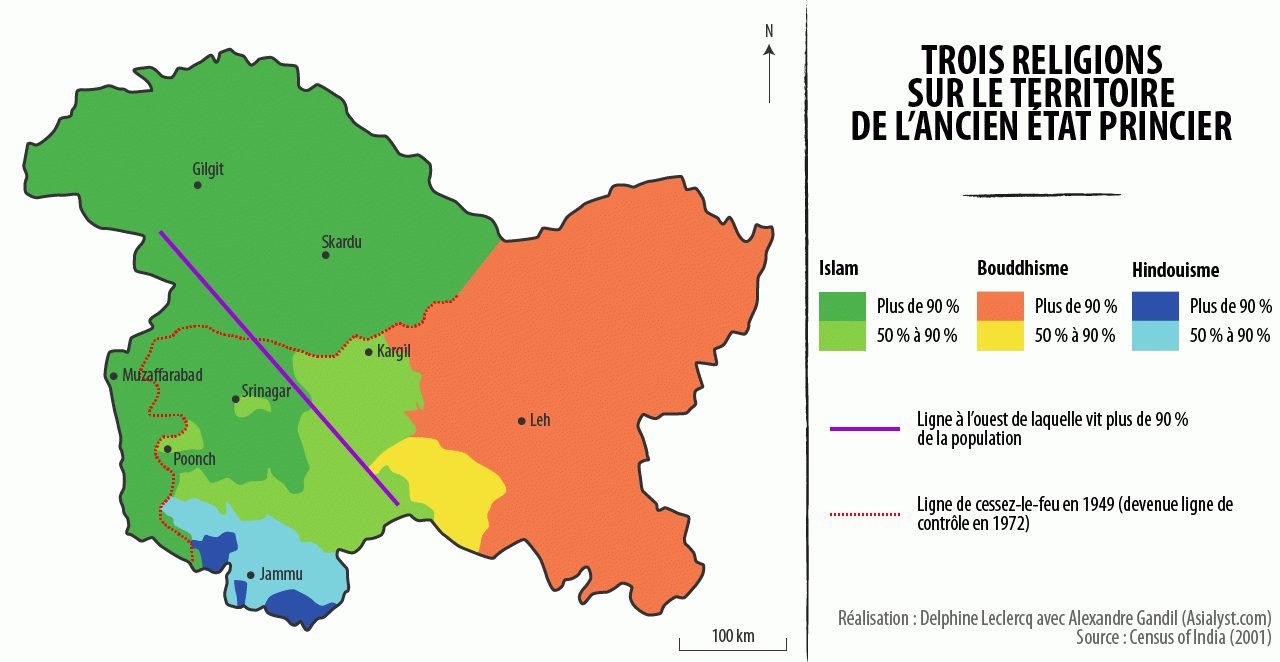 N
Gilgit
Skardu
Kargil
Muzaffarabad
Srinagar
Leh
Poonch
Jammu
100 km
TROIS RELIGIONS
SUR LE TERRITOIRE
DE L’ANCIEN ÉTAT PRINCIER
Islam
Plus de 90 %
50 % à 90 %
Bouddhisme
Plus de 90 %
50 % à 90 %
Hindouisme
Plus de 90 %
50 % à 90 %
Ligne à l’ouest de laquelle vit plus de 90 %
de la population
Ligne de cessez-le-feu en 1949 (devenue ligne de
contrôle en 1972)
Réalisation : Delphine Leclercq avec Alexandre Gandil (Asialyst.com)
Source : Census of India (2001)